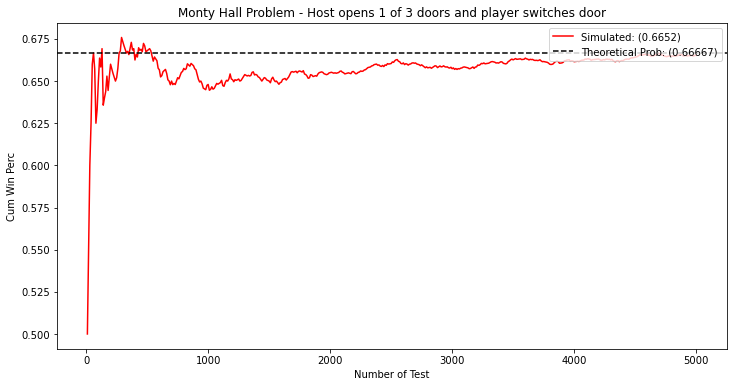 Monty Hall Problem - Host opens 1 of 3 doors and player switches door
Simulated: (0.6652)
Theoretical Prob: (0.66667)
0.675
0.650
0.625
0.600
0.575
0.550
0.525
0.500
Cum Win Perc
0
1000
2000
3000
4000
5000
Number of Test